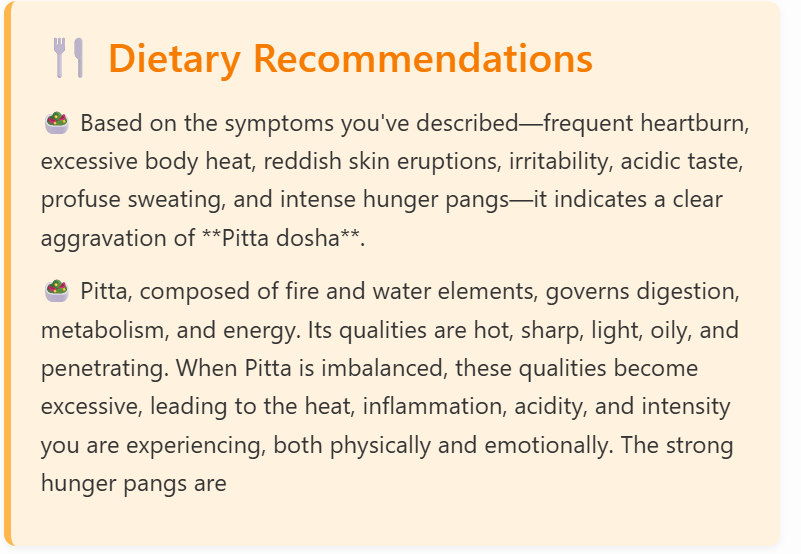 Dietary Recommendations
Based on the symptoms you've described—frequent heartburn,
excessive body heat, reddish skin eruptions, irritability, acidic taste,
profuse sweating, and intense hunger pangs—it indicates a clear
aggravation of **Pitta dosha**.
Pitta, composed of fire and water elements, governs digestion,
metabolism, and energy. Its qualities are hot, sharp, light, oily, and
penetrating. When Pitta is imbalanced, these qualities become
excessive, leading to the heat, inflammation, acidity, and intensity
you are experiencing, both physically and emotionally. The strong
hunger pangs are